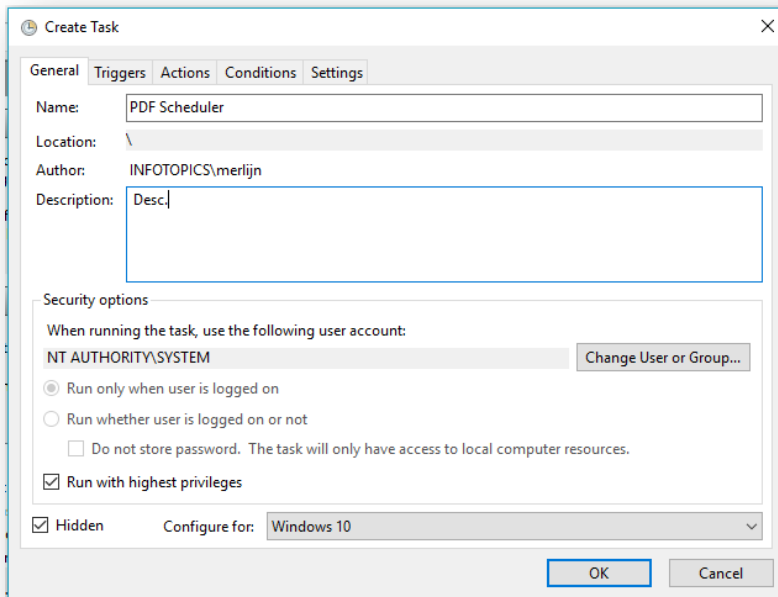 Create Task
General Triggers Actions Conditions Settings
Name: PDF Scheduler
Location: \
Author: INFOTOPICS\merlijn
Description: Desc.
Security options
When running the task, use the following user account:
NT AUTHORITY\SYSTEM Change User or Group...
Run only when user is logged on
Run whether user is logged on or not
Do not store password. The task will only have access to local computer resources.
Run with highest privileges
Hidden Configure for: Windows 10
OK Cancel